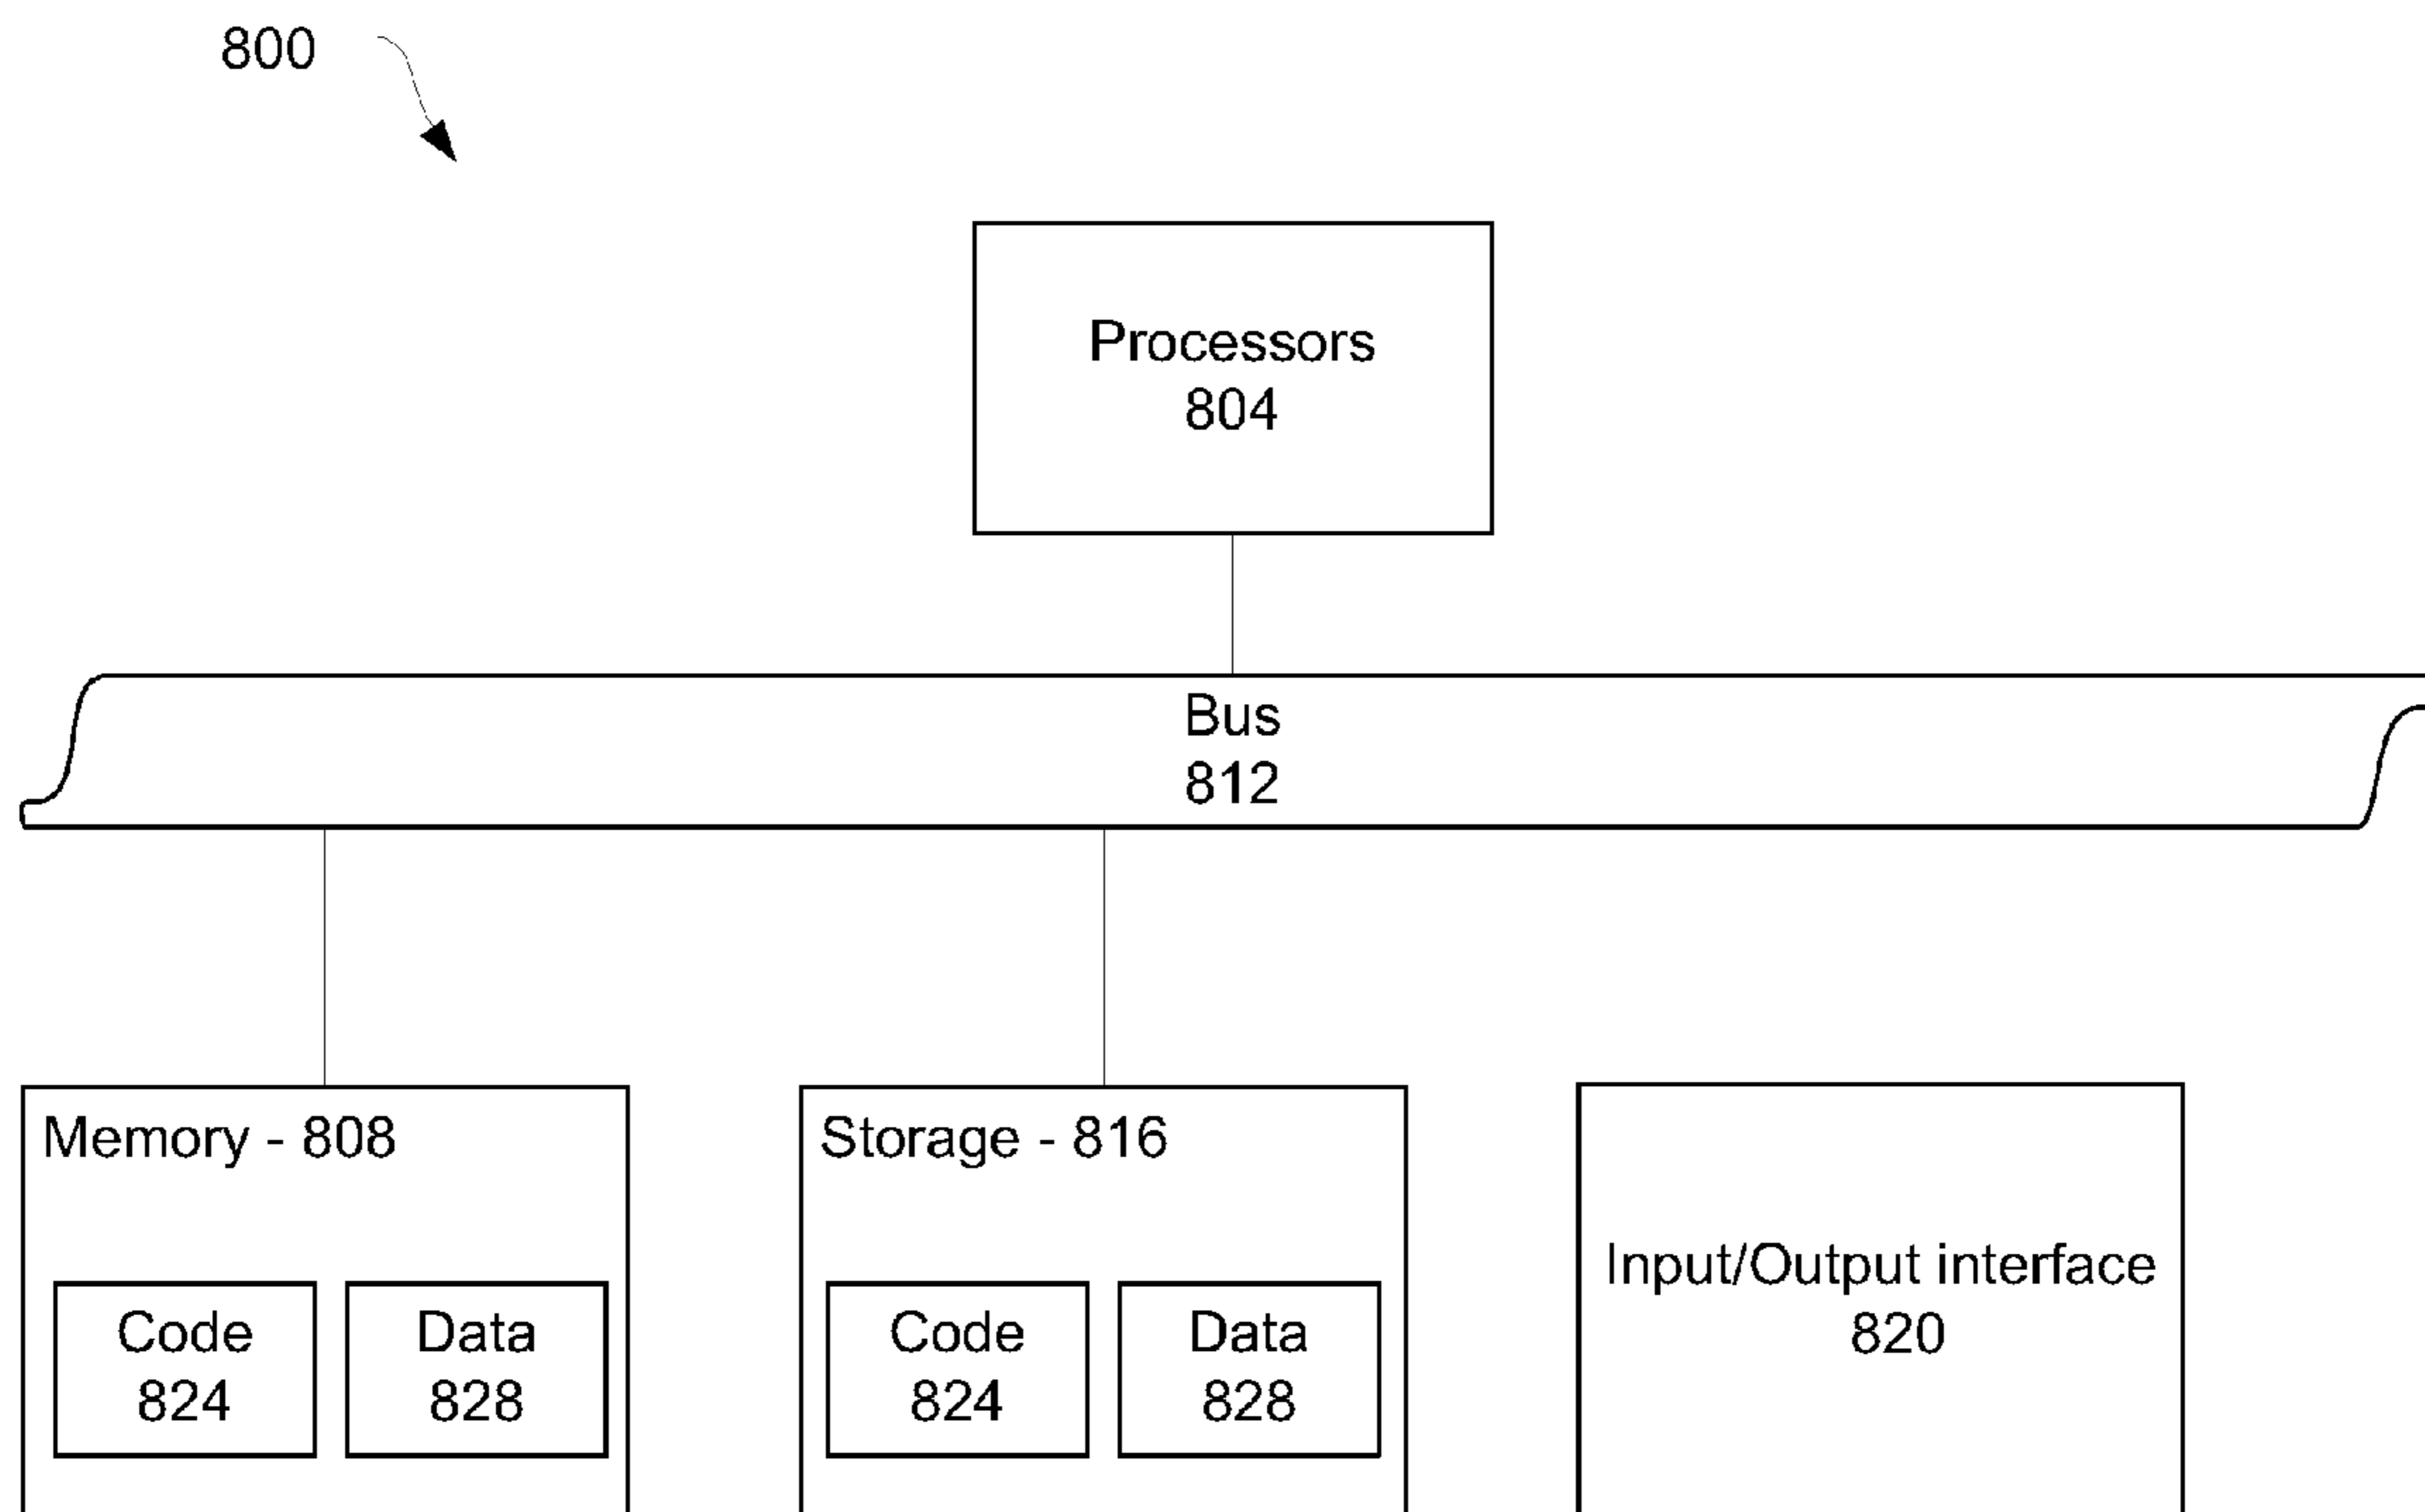 800
Processors
804
Bus
812
Memory - 808
Code
824
Data
828
Storage - 816
Code
824
Data
828
Input/Output interface
820